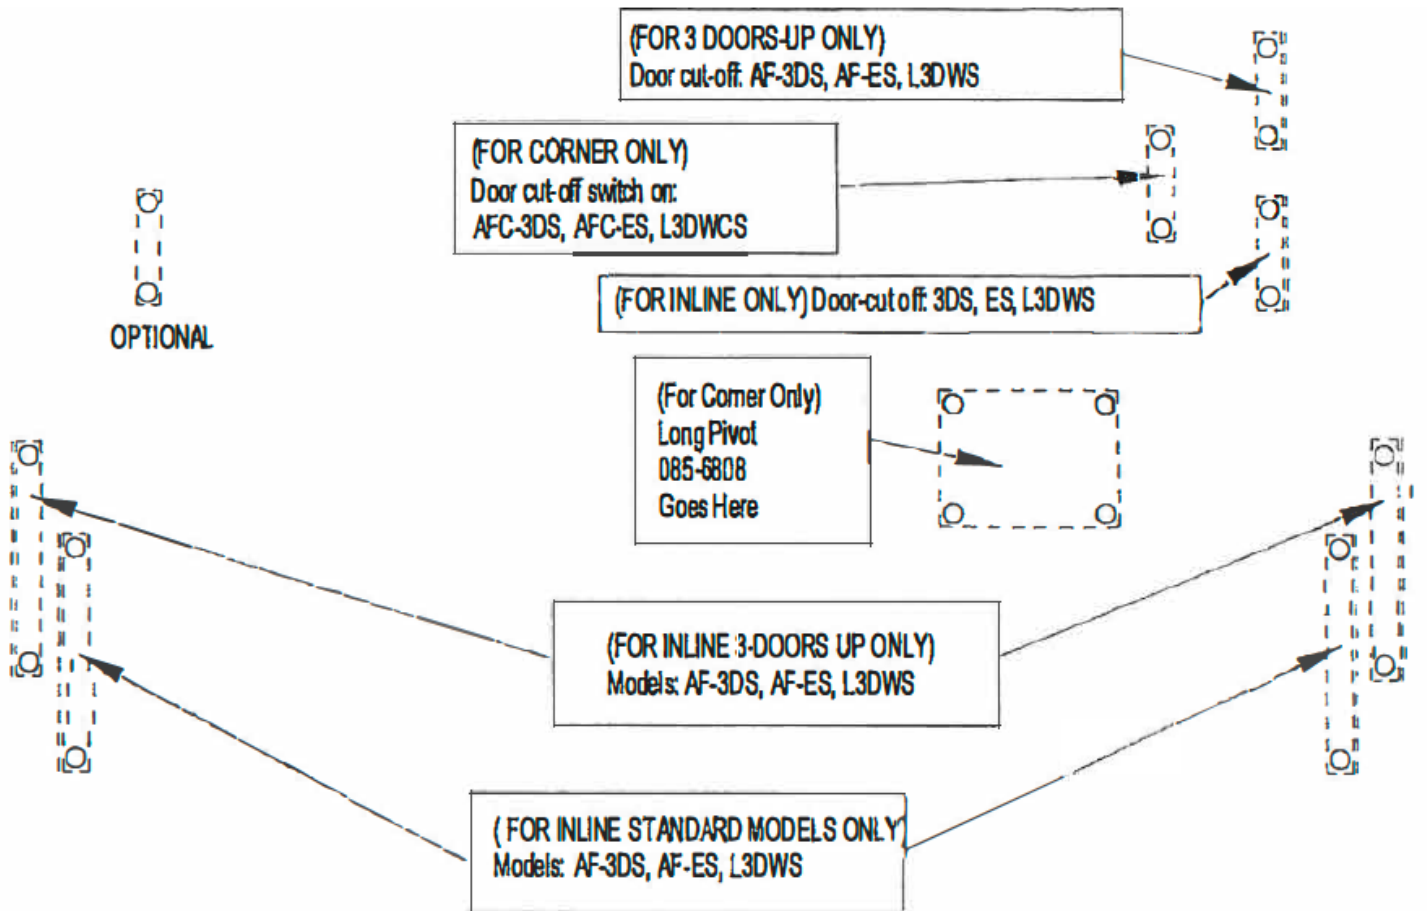 (FOR 3 DOORS-UP ONLY)
Door cut-off: AF-3DS, AF-ES, L3DWS
(FOR CORNER ONLY)
Door cut-off switch on:
AFC-3DS, AFC-ES, L3DWCS
OPTIONAL
(FOR INLINE ONLY) Door-cut off: 3DS, ES, L3DWS
(For Corner Only)
Long Pivot
085-6808
Goes Here
(FOR INLINE 3-DOORS UP ONLY)
Models: AF-3DS, AF-ES, L3DWS
( FOR INLINE STANDARD MODELS ONLY)
Models: AF-3DS, AF-ES, L3DWS